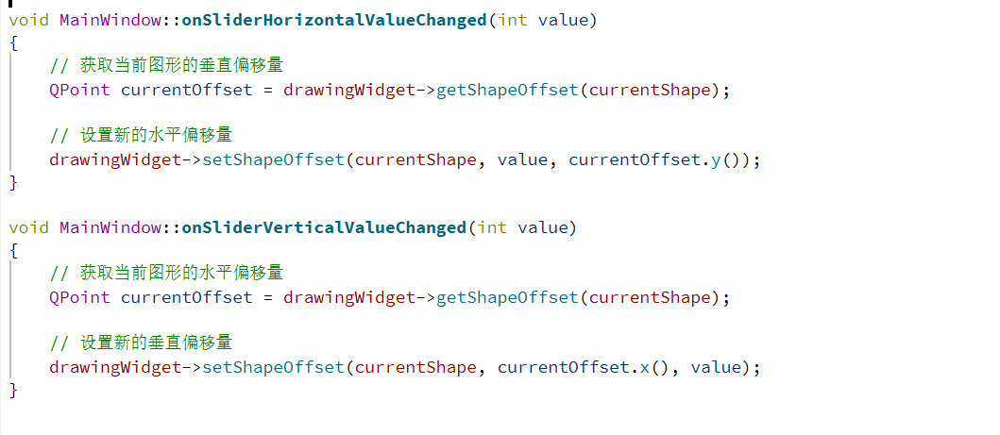 void MainWindow::onSliderHorizontalValueChanged(int value)
{
    // 获取当前图形的垂直偏移量
    QPoint currentOffset = drawingWidget->getShapeOffset(currentShape);
    // 设置新的水平偏移量
    drawingWidget->setShapeOffset(currentShape, value, currentOffset.y());
}
void MainWindow::onSliderVerticalValueChanged(int value)
{
    // 获取当前图形的水平偏移量
    QPoint currentOffset = drawingWidget->getShapeOffset(currentShape);
    // 设置新的垂直偏移量
    drawingWidget->setShapeOffset(currentShape, currentOffset.x(), value);
}